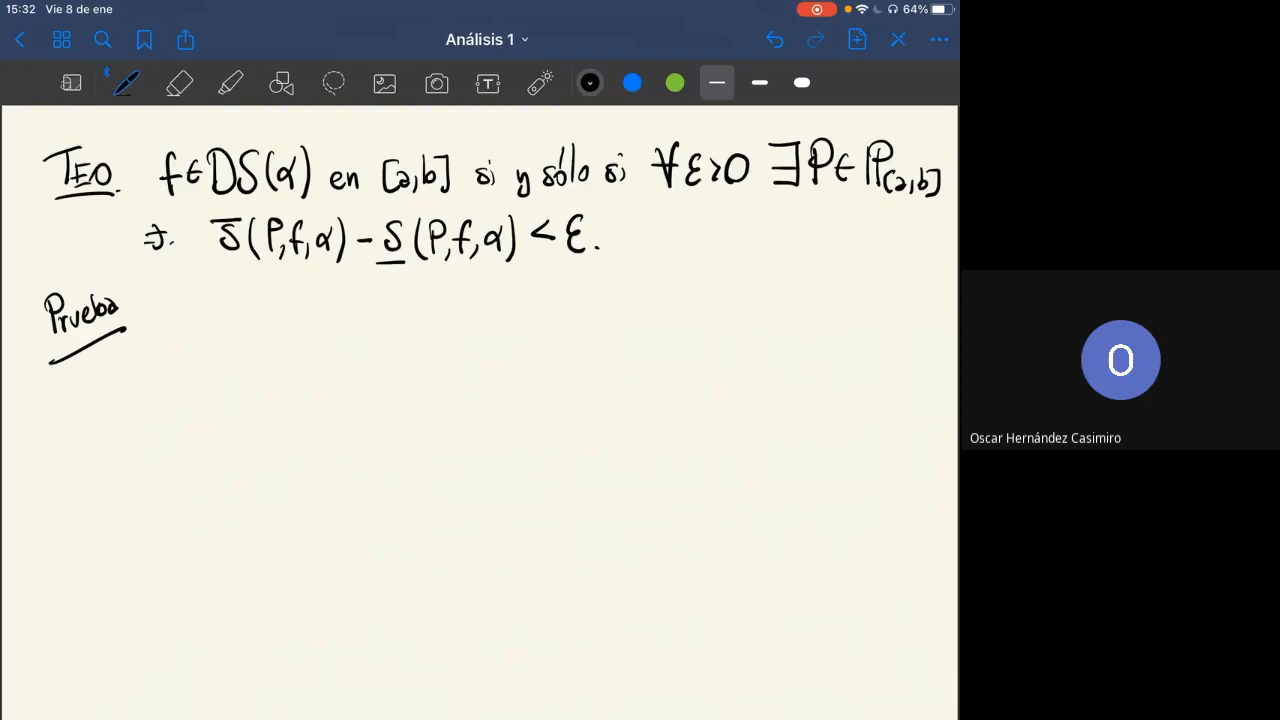 15:32 Vie 8 de ene
64%
Análisis 1
T
TEO. f∈DS(α) en [a,b] si y sólo si ∀ε>0 ∃P∈ℙ[a,b]
∋. S̅(P,f,α) - S̲(P,f,α) < ε.
Prueba
O
Oscar Hernández Casimiro